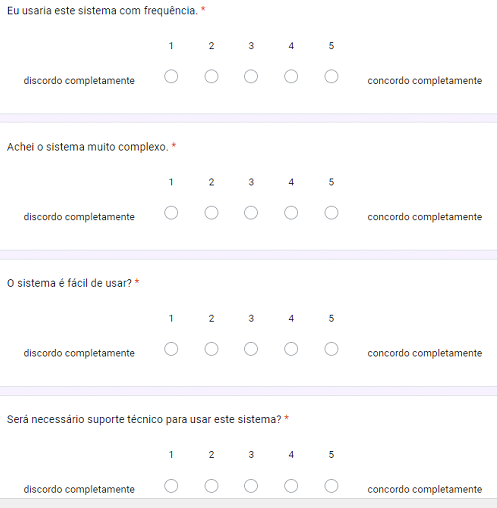 Eu usaria este sistema com frequência. *
1 2 3 4 5
discordo completamente concordo completamente
Achei o sistema muito complexo. *
1 2 3 4 5
discordo completamente concordo completamente
O sistema é fácil de usar? *
1 2 3 4 5
discordo completamente concordo completamente
Será necessário suporte técnico para usar este sistema? *
1 2 3 4 5
discordo completamente concordo completamente